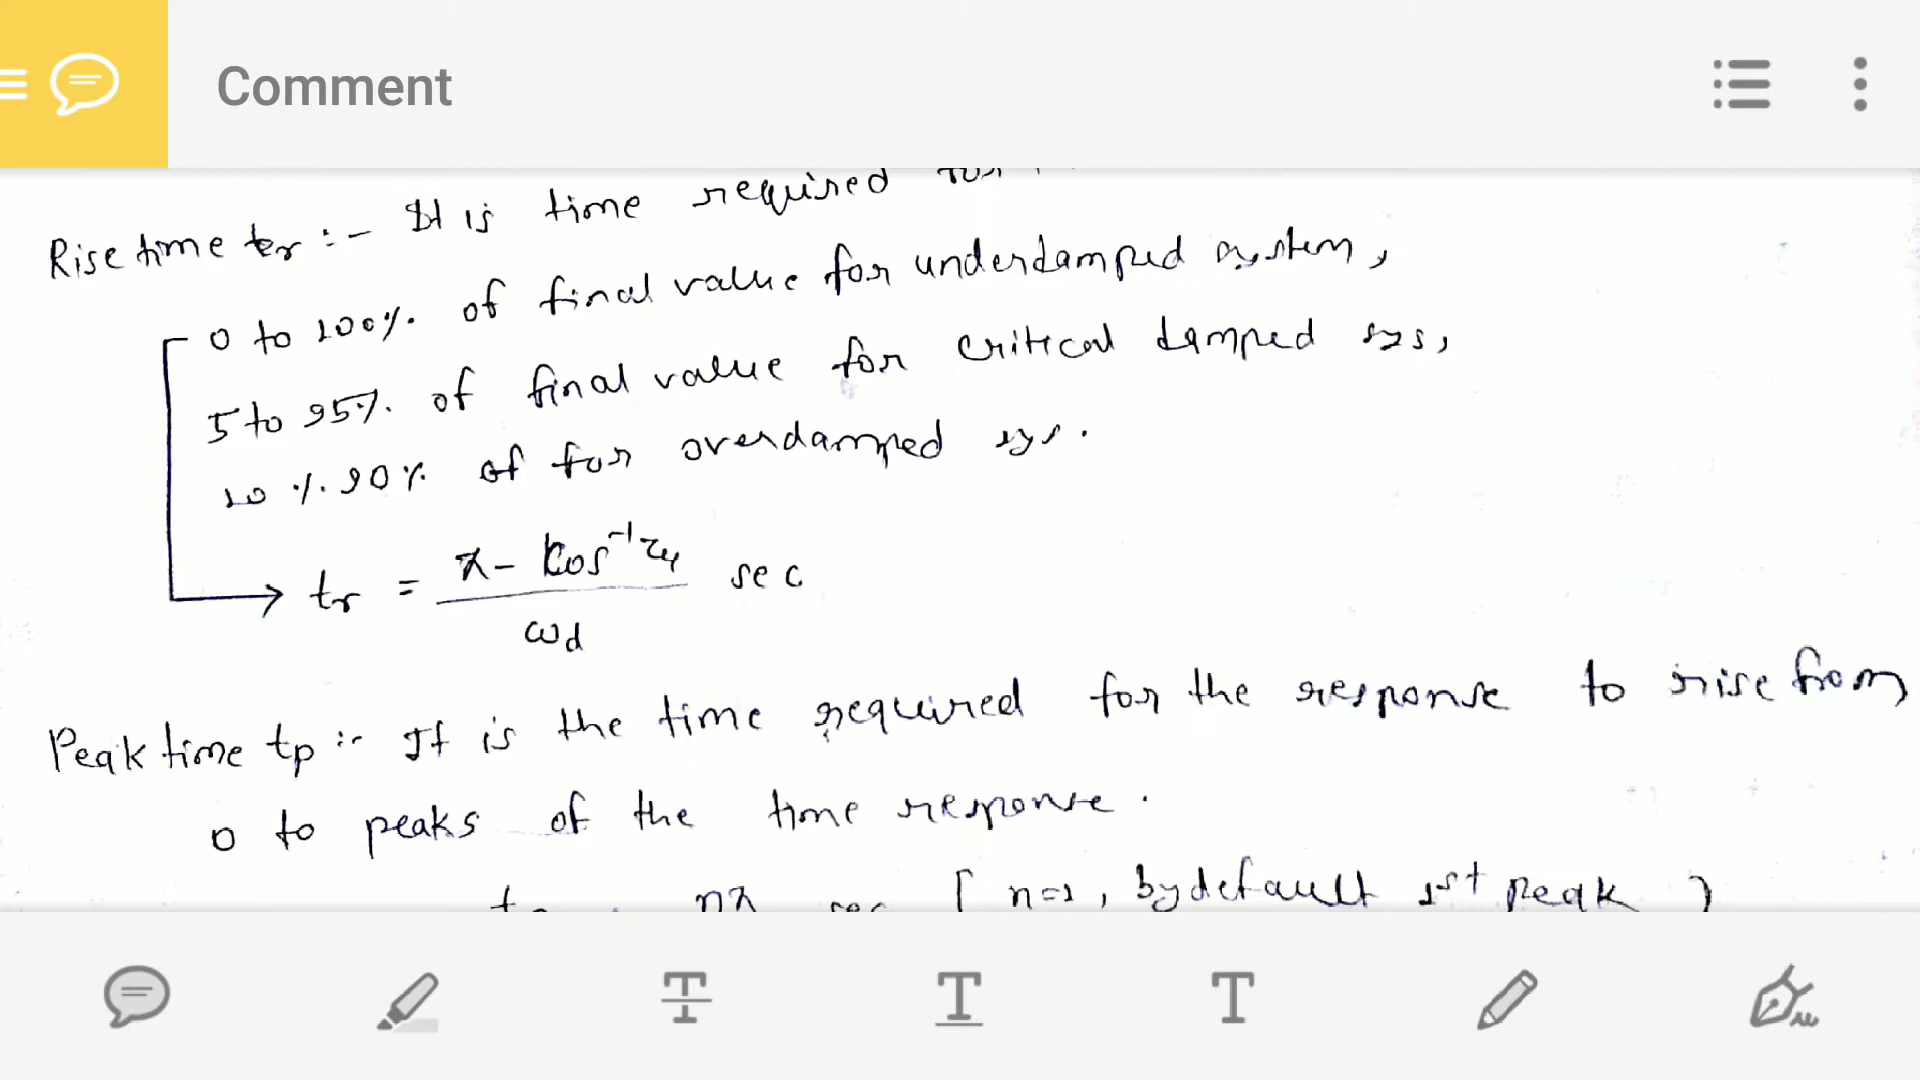 Comment
Rise time tr :- It is time required
0 to 100% of final value for underdamped system,
5 to 95% of final value for critical damped sys,
10 % 90% of for overdamped sys.
tr = π - Cos⁻¹ξ / ωd sec
Peak time tp :- It is the time required for the response to rise from
0 to peaks of the time response.
nπ sec [ n=1, by default 1st peak ]